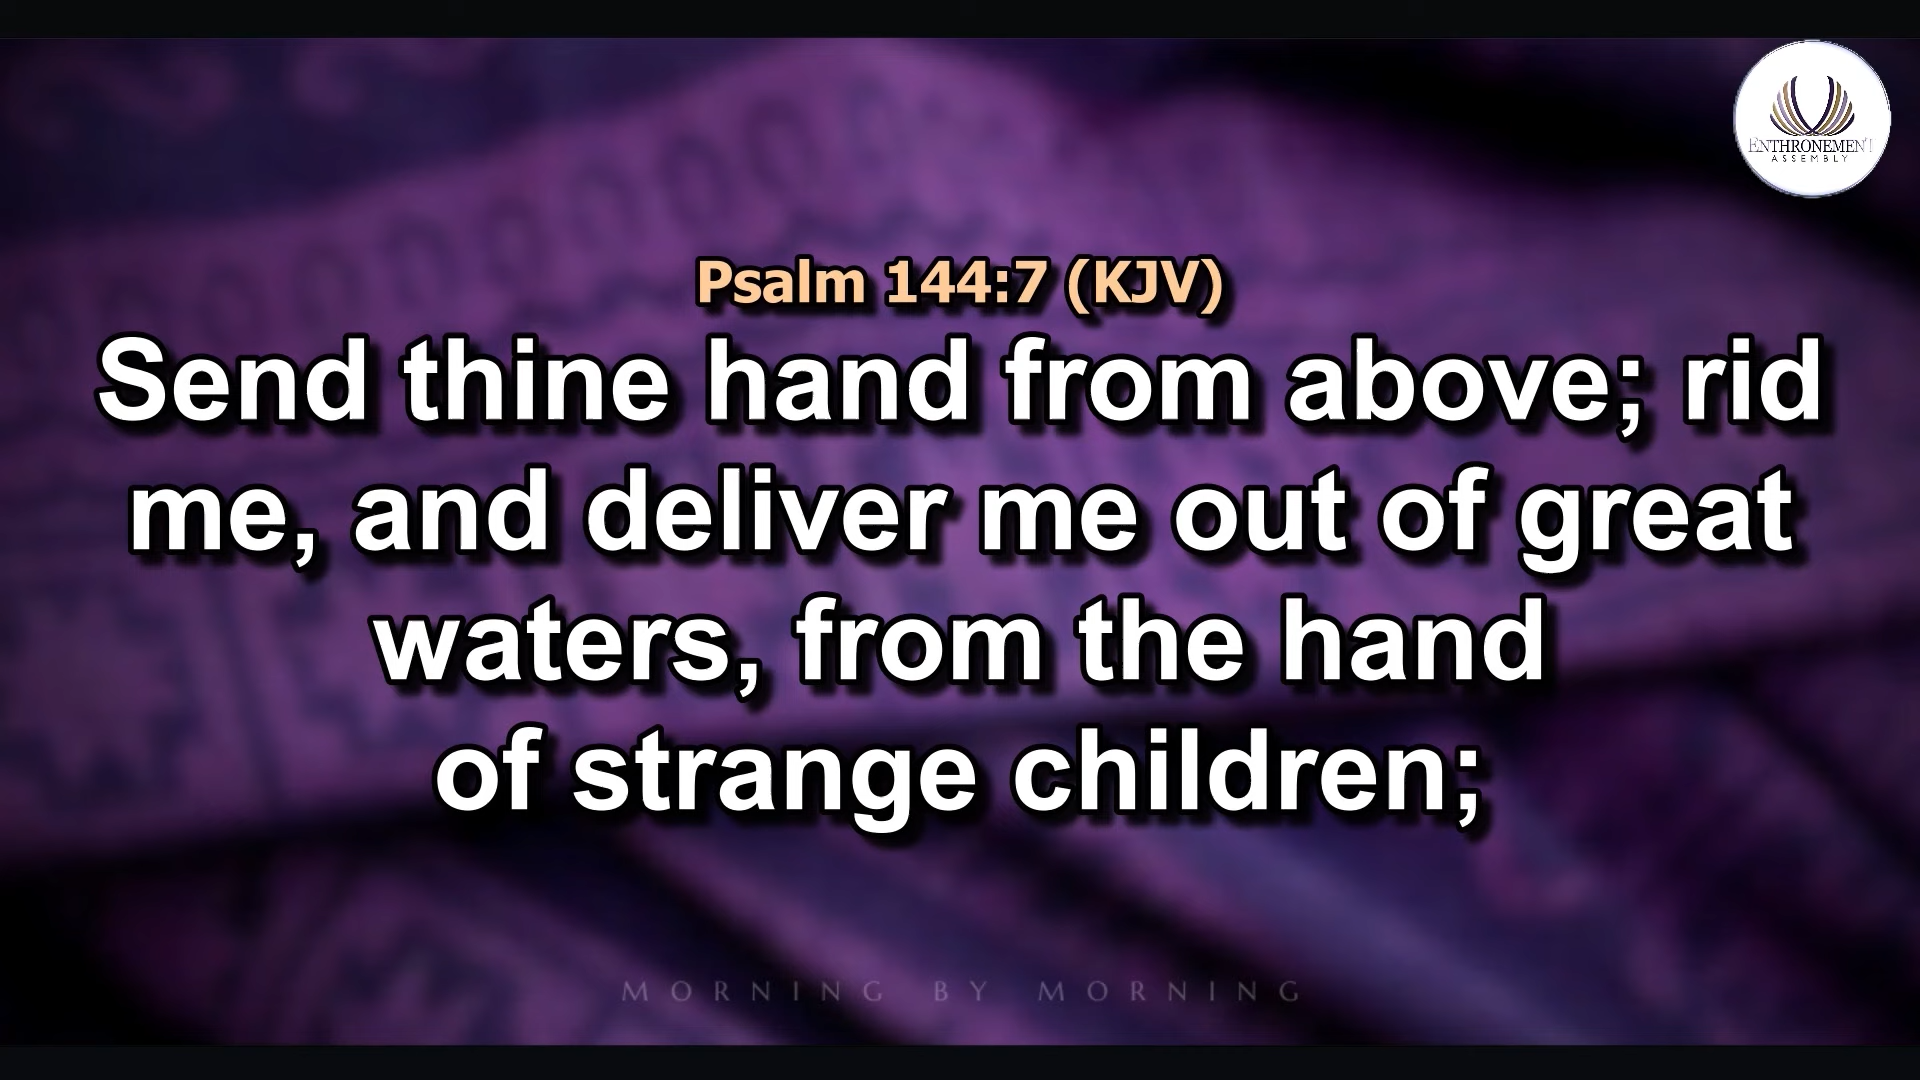 ENTHRONEMENT
ASSEMBLY
Psalm 144:7 (KJV)
Send thine hand from above; rid
me, and deliver me out of great
waters, from the hand
of strange children;
MORNING BY MORNING